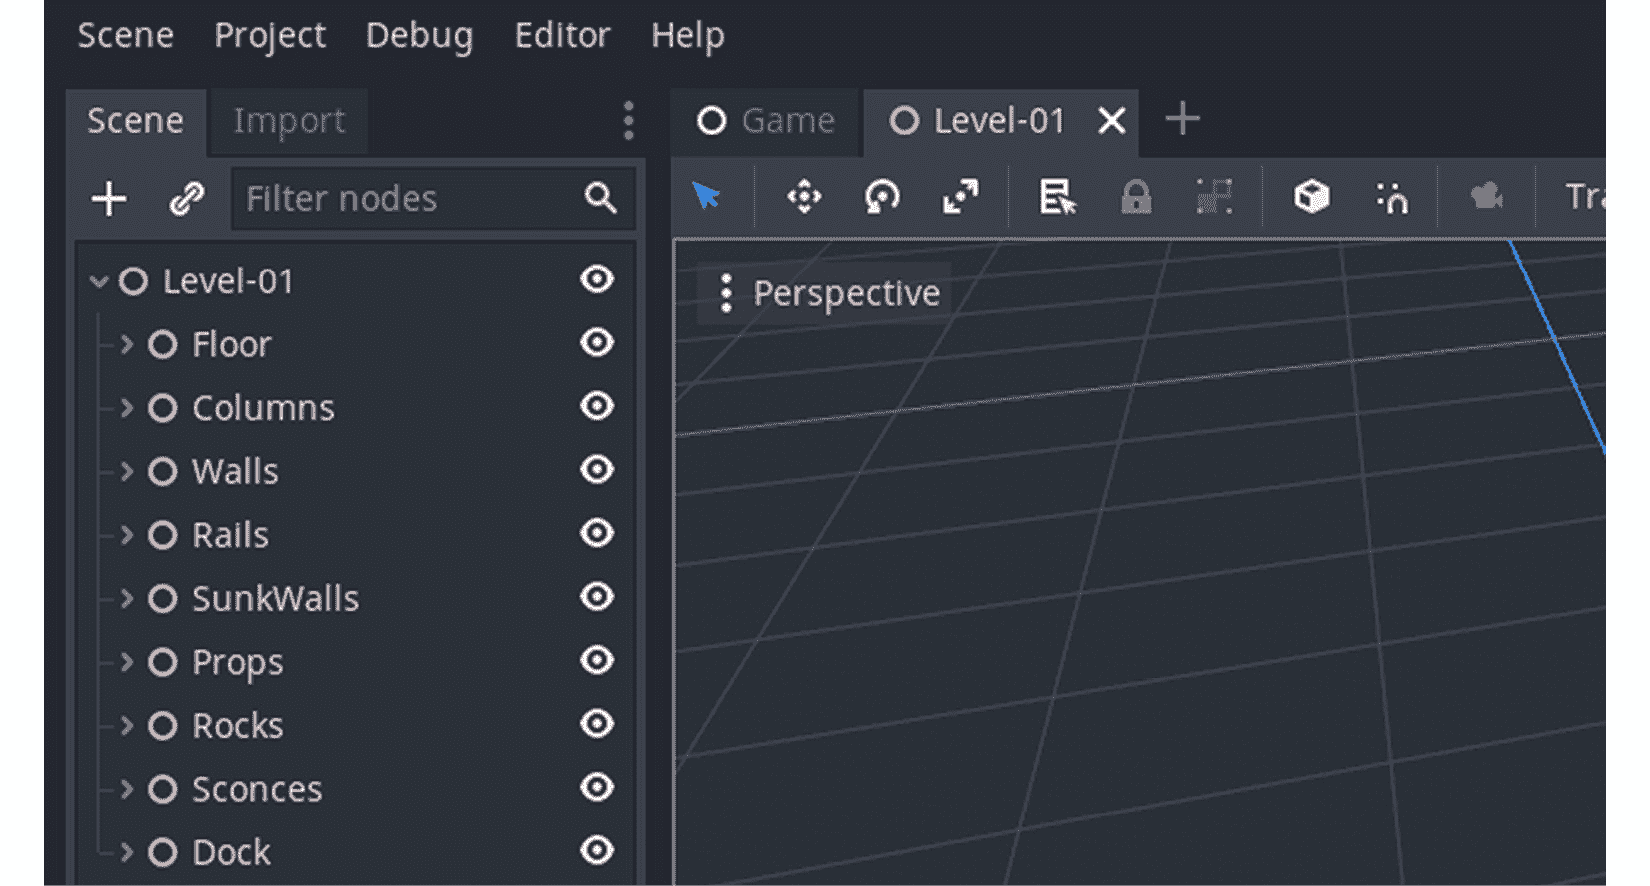 Scene Project Debug Editor Help
Scene Import
Game Level-01
Filter nodes
Level-01
Floor
Columns
Walls
Rails
SunkWalls
Props
Rocks
Sconces
Dock
Perspective